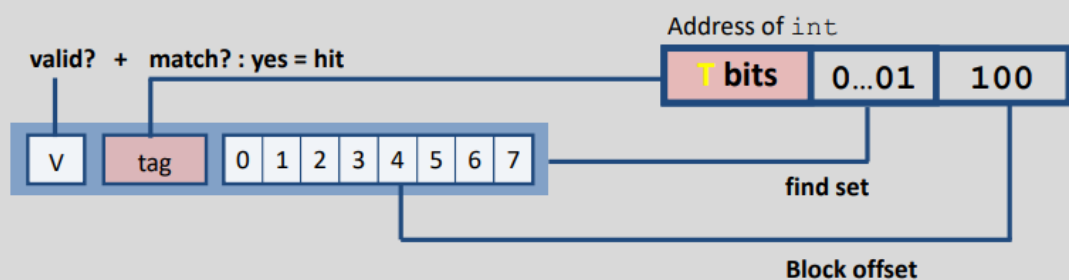 Address of int
valid? + match? : yes = hit
T bits 0...01 100
v tag 0 1 2 3 4 5 6 7
find set
Block offset